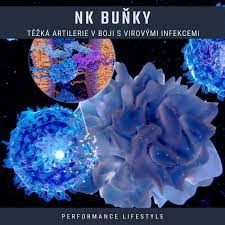 NK BUŇKY
TĚŽKÁ ARTILERIE V BOJI S VIROVÝMI INFEKCEMI
PERFORMANCE LIFESTYLE